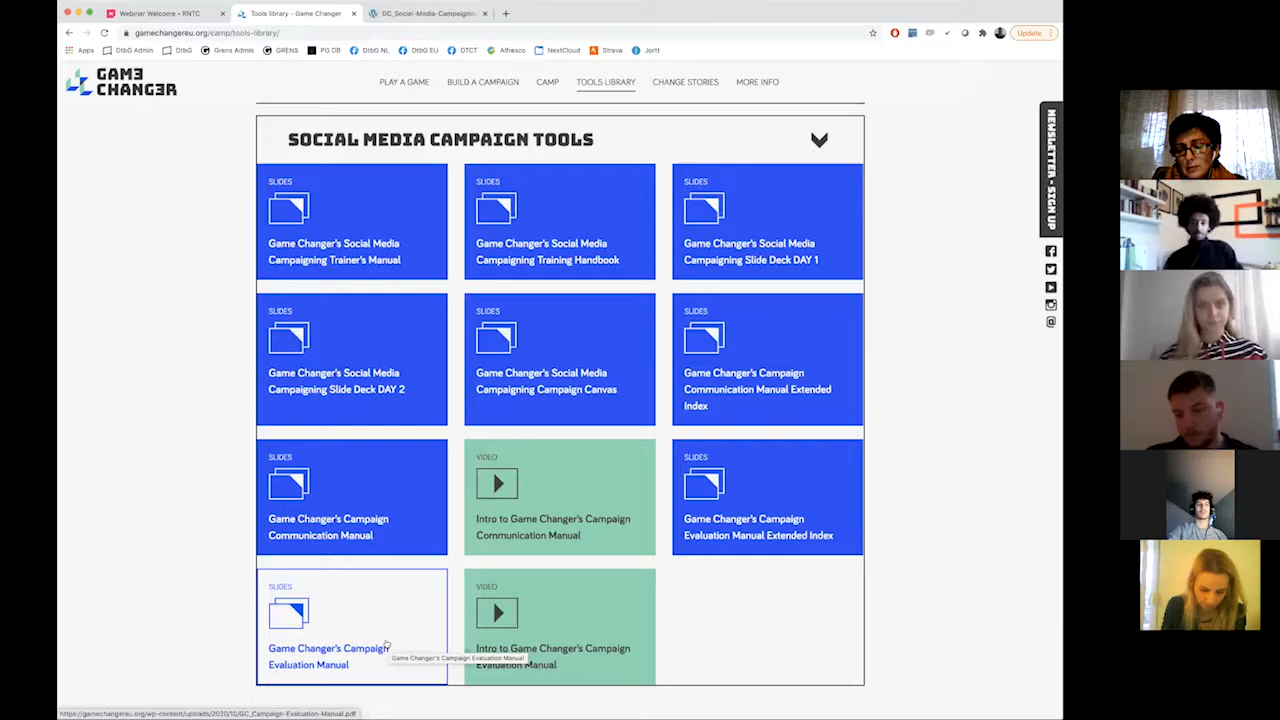 Webinar Welcome - RNTC
Tools library - Game Changer
GC_Social-Media-Campaignin
gamechangereu.org/camp/tools-library/
Update
Apps
DtbG Admin
DtbG
Grens Admin
GRENS
PG DB
DtbG NL
DtbG EU
DTCT
Alfresco
NextCloud
Strava
Jortt
GAM3
CHANG3R
PLAY A GAME
BUILD A CAMPAIGN
CAMP
TOOLS LIBRARY
CHANGE STORIES
MORE INFO
NEWSLETTER - SIGN UP
SOCIAL MEDIA CAMPAIGN TOOLS
SLIDES
Game Changer's Social Media
Campaigning Trainer's Manual
SLIDES
Game Changer's Social Media
Campaigning Training Handbook
SLIDES
Game Changer's Social Media
Campaigning Slide Deck DAY 1
SLIDES
Game Changer's Social Media
Campaigning Slide Deck DAY 2
SLIDES
Game Changer's Social Media
Campaigning Campaign Canvas
SLIDES
Game Changer's Campaign
Communication Manual Extended
Index
SLIDES
Game Changer's Campaign
Communication Manual
VIDEO
Intro to Game Changer's Campaign
Communication Manual
SLIDES
Game Changer's Campaign
Evaluation Manual Extended Index
SLIDES
Game Changer's Campaign
Evaluation Manual
Game Changer's Campaign Evaluation Manual
VIDEO
Intro to Game Changer's Campaign
Evaluation Manual
https://gamechangereu.org/wp-content/uploads/2020/10/GC_Campaign-Evaluation-Manual.pdf